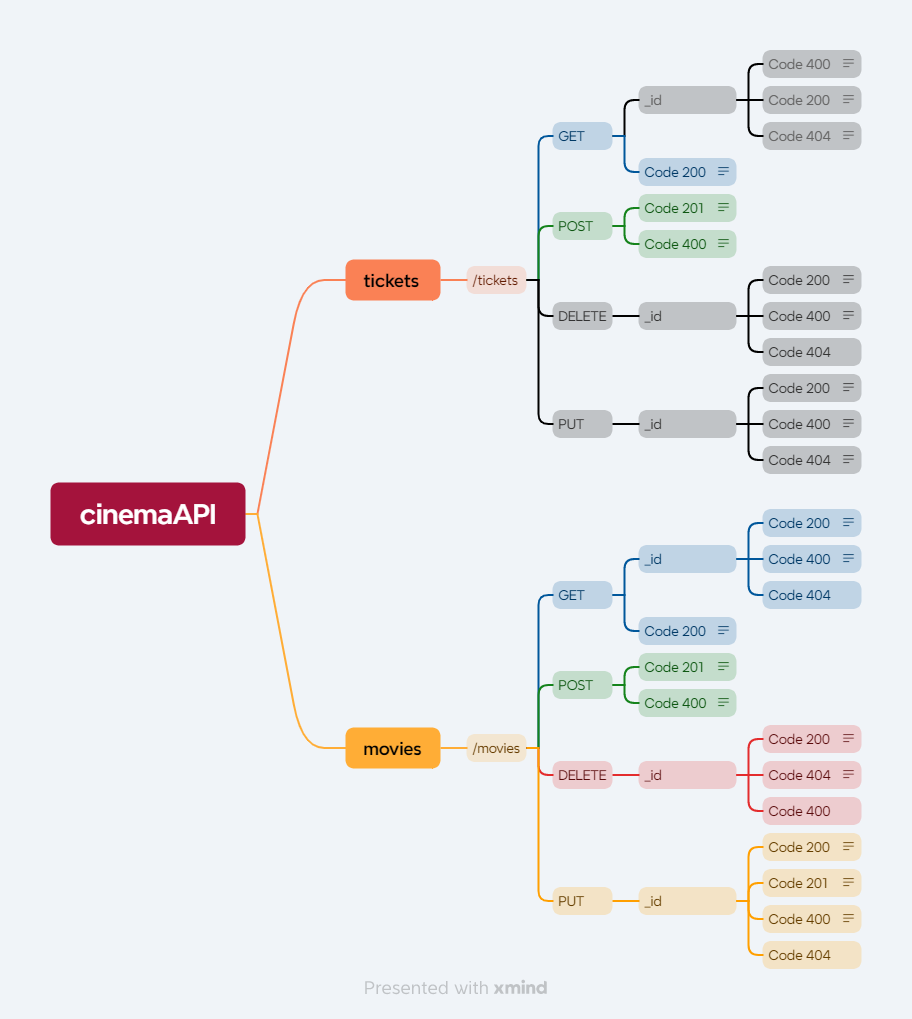 cinemaAPI
tickets
/tickets
GET
_id
Code 400
Code 200
Code 404
Code 200
POST
Code 201
Code 400
DELETE
_id
Code 200
Code 400
Code 404
PUT
_id
Code 200
Code 400
Code 404
movies
/movies
GET
_id
Code 200
Code 400
Code 404
Code 200
POST
Code 201
Code 400
DELETE
_id
Code 200
Code 404
Code 400
PUT
_id
Code 200
Code 201
Code 400
Code 404
Presented with xmind